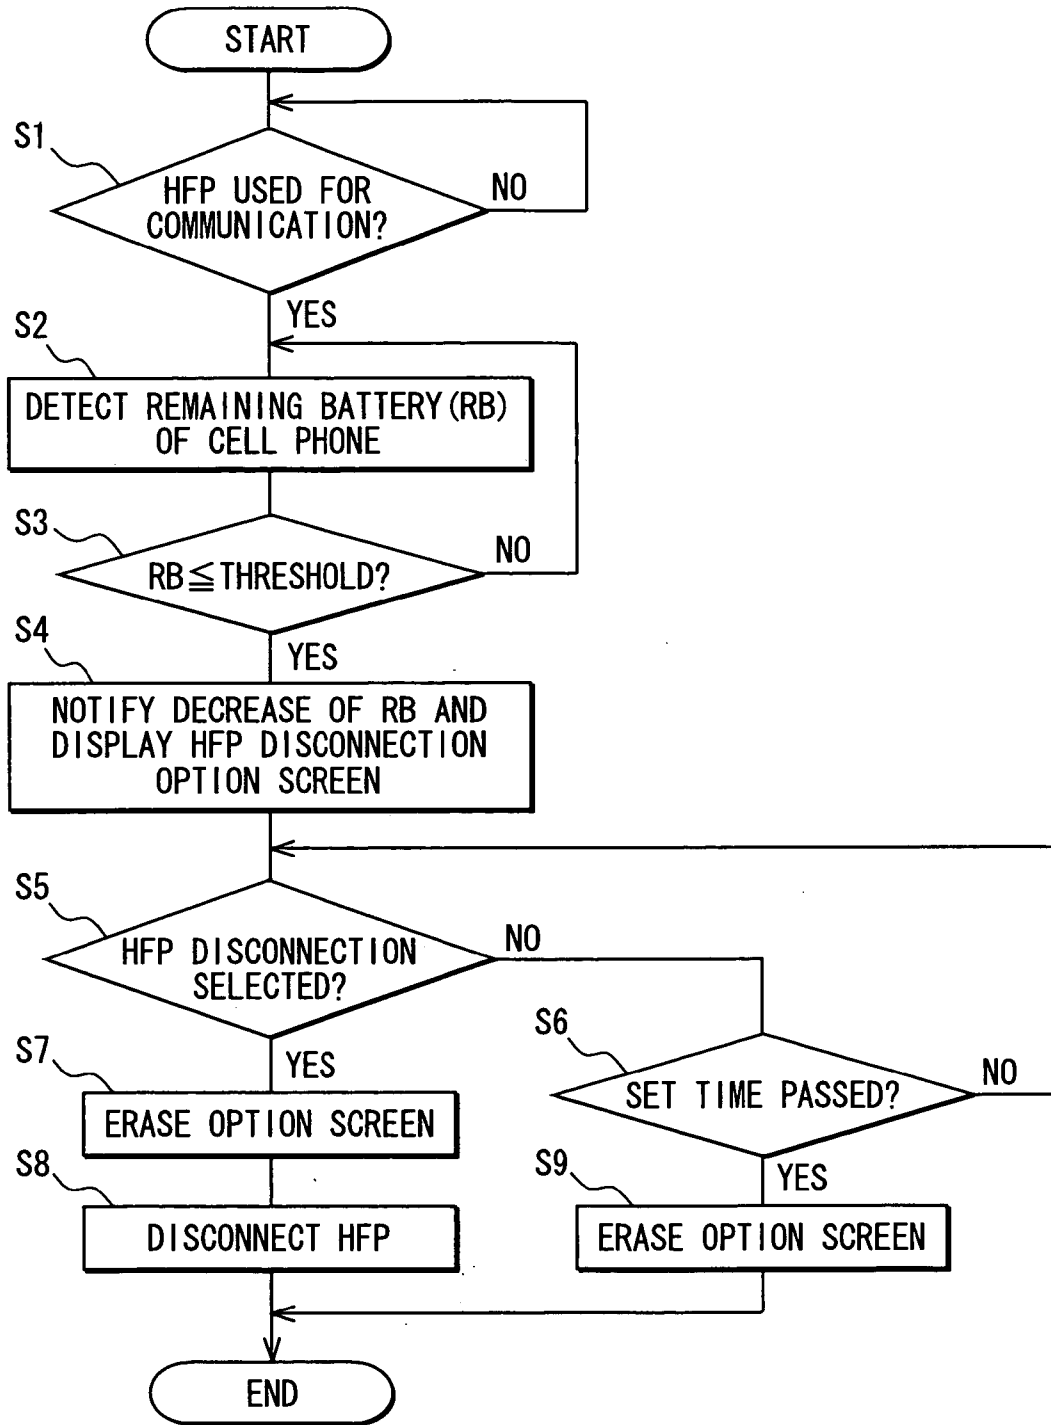 START
S1
HFP USED FOR
COMMUNICATION?
NO
YES
S2
DETECT REMAINING BATTERY(RB)
OF CELL PHONE
S3
RB≦THRESHOLD?
NO
YES
S4
NOTIFY DECREASE OF RB AND
DISPLAY HFP DISCONNECTION
OPTION SCREEN
S5
HFP DISCONNECTION
SELECTED?
NO
YES
S6
SET TIME PASSED?
NO
YES
S7
ERASE OPTION SCREEN
S8
DISCONNECT HFP
S9
ERASE OPTION SCREEN
END